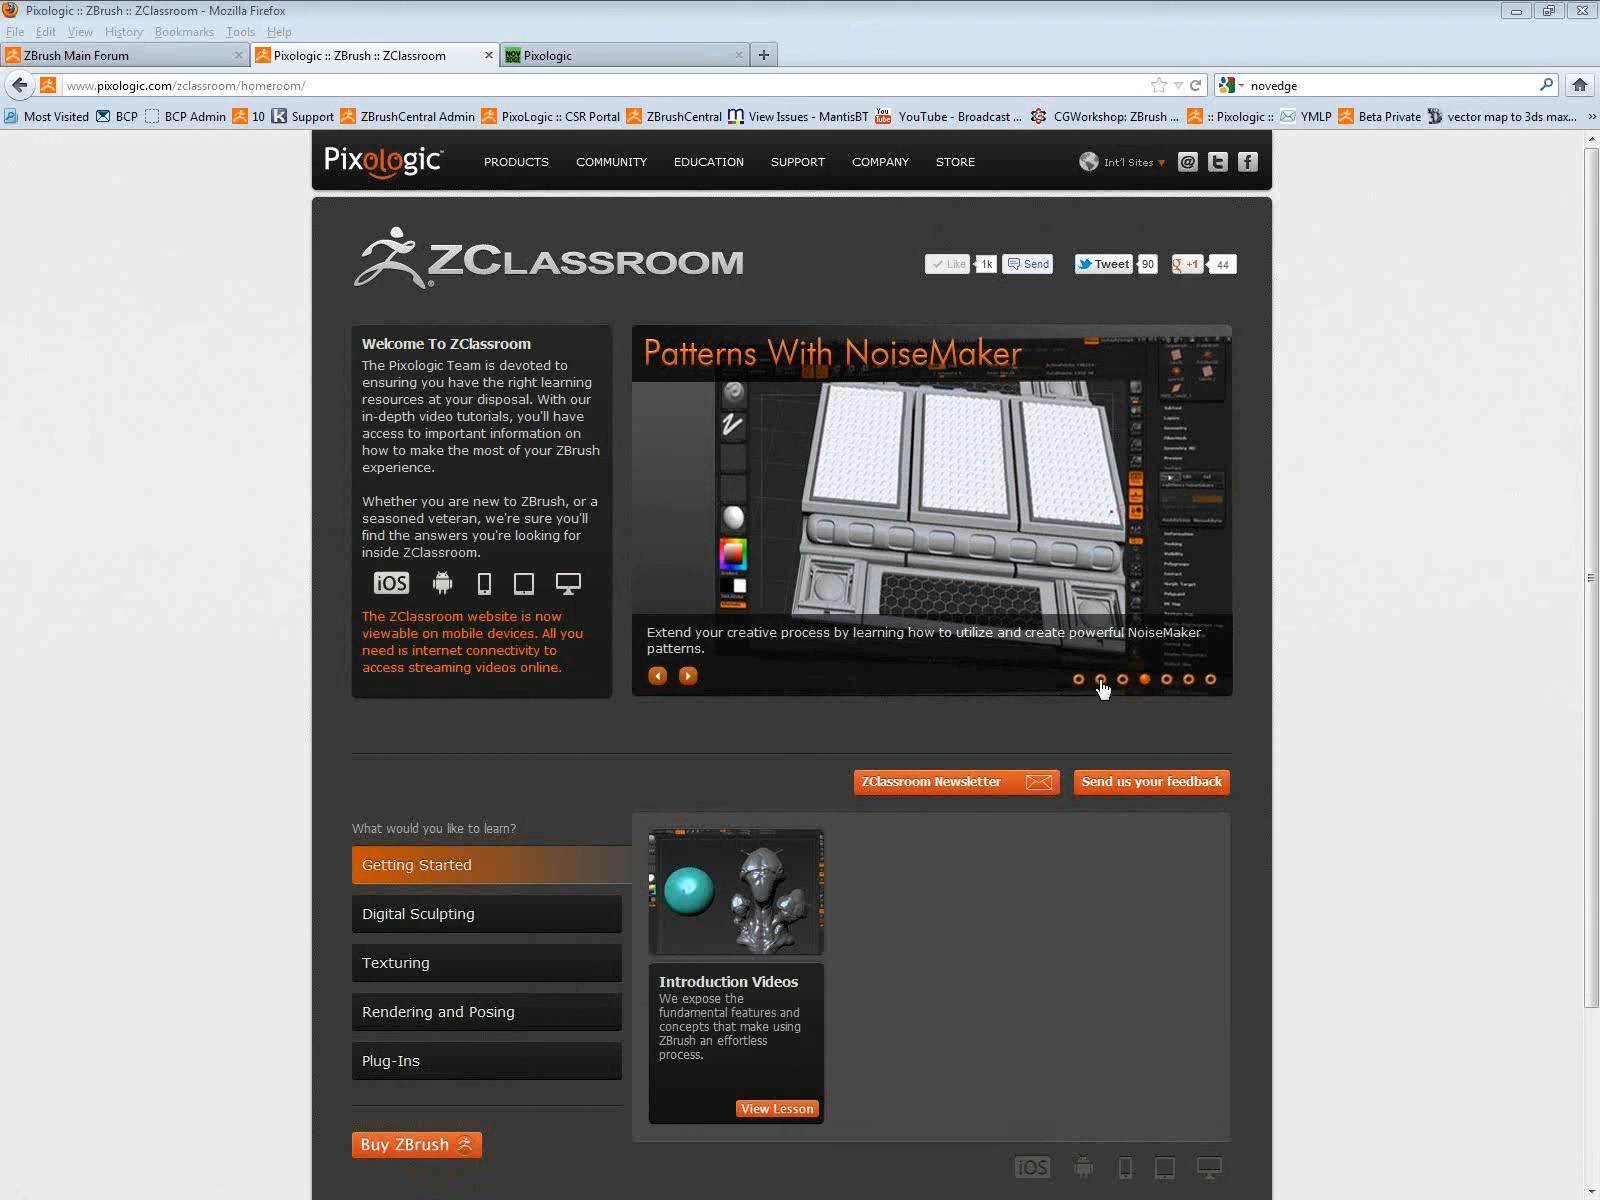 Pixologic :: ZBrush :: ZClassroom - Mozilla Firefox
File Edit View History Bookmarks Tools Help
ZBrush Main Forum
Pixologic :: ZBrush :: ZClassroom
Pixologic
www.pixologic.com/zclassroom/homeroom/
novedge
Most Visited BCP BCP Admin 10 Support ZBrushCentral Admin PixoLogic :: CSR Portal ZBrushCentral View Issues - MantisBT YouTube - Broadcast ... CGWorkshop: ZBrush ... :: Pixologic :: YMLP Beta Private vector map to 3ds max... »
Pixologic
PRODUCTS COMMUNITY EDUCATION SUPPORT COMPANY STORE
Int'l Sites
ZCLASSROOM
Like 1k Send Tweet 90 +1 44
Welcome To ZClassroom
The Pixologic Team is devoted to
ensuring you have the right learning
resources at your disposal. With our
in-depth video tutorials, you'll have
access to important information on
how to make the most of your ZBrush
experience.
Whether you are new to ZBrush, or a
seasoned veteran, we're sure you'll
find the answers you're looking for
inside ZClassroom.
iOS
The ZClassroom website is now
viewable on mobile devices. All you
need is internet connectivity to
access streaming videos online.
Patterns With NoiseMaker
Extend your creative process by learning how to utilize and create powerful NoiseMaker
patterns.
ZClassroom Newsletter
Send us your feedback
What would you like to learn?
Getting Started
Digital Sculpting
Texturing
Rendering and Posing
Plug-Ins
Buy ZBrush
Introduction Videos
We expose the
fundamental features and
concepts that make using
ZBrush an effortless
process.
View Lesson
iOS